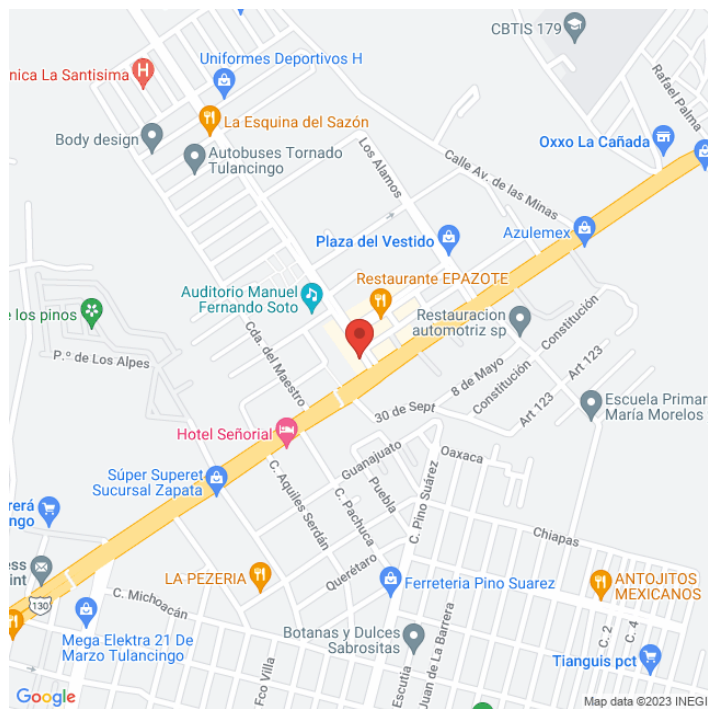 CBTIS 179
Uniformes Deportivos H
nica La Santisima
Rafael Palma
La Esquina del Sazón
Body design
Oxxo La Cañada
Autobuses Tornado
Tulancingo
Los Alamos
Calle Av. de las Minas
Azulemex
Plaza del Vestido
Restaurante EPAZOTE
Auditorio Manuel
Fernando Soto
Restauracion
automotriz sp
e los pinos
Constitución
Cda. del Maestro
P.º de Los Alpes
8 de Mayo
Art 123
Constitución
Art 123
Escuela Primar
María Morelos
30 de Sept
Hotel Señorial
Guanajuato
Oaxaca
Súper Superet
Sucursal Zapata
C. Aquiles Serdán
Puebla
C. Pino Suárez
C. Pachuca
rerá
ingo
Chiapas
ess
int
LA PEZERIA
Querétaro
Ferreteria Pino Suarez
ANTOJITOS
MEXICANOS
130
C. Michoacán
Mega Elektra 21 De
Marzo Tulancingo
Botanas y Dulces
Sabrositas
Juan de La Barrera
C. 2
C. 4
Tianguis pct
Fco Villa
Escutia
Google
Map data ©2023 INEGI